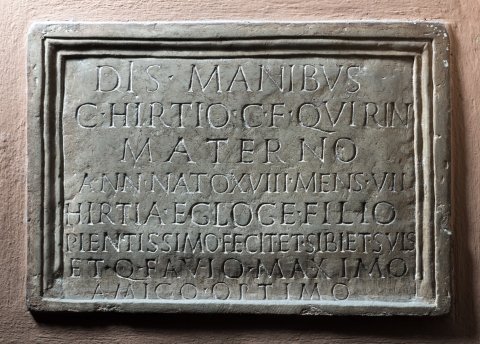 DIS · MANIBVS
C · HIRTIO · C · F · QVIRIN
MATERNO
ANN · NATO XVIII · MENS · VII
HIRTIA · EGLOGE · FILIO
PIENTISSIMO FECIT ET · SIBI ET SVIS
ET · Q · FAVIO · MAXIMO
AMICO · OPTIMO